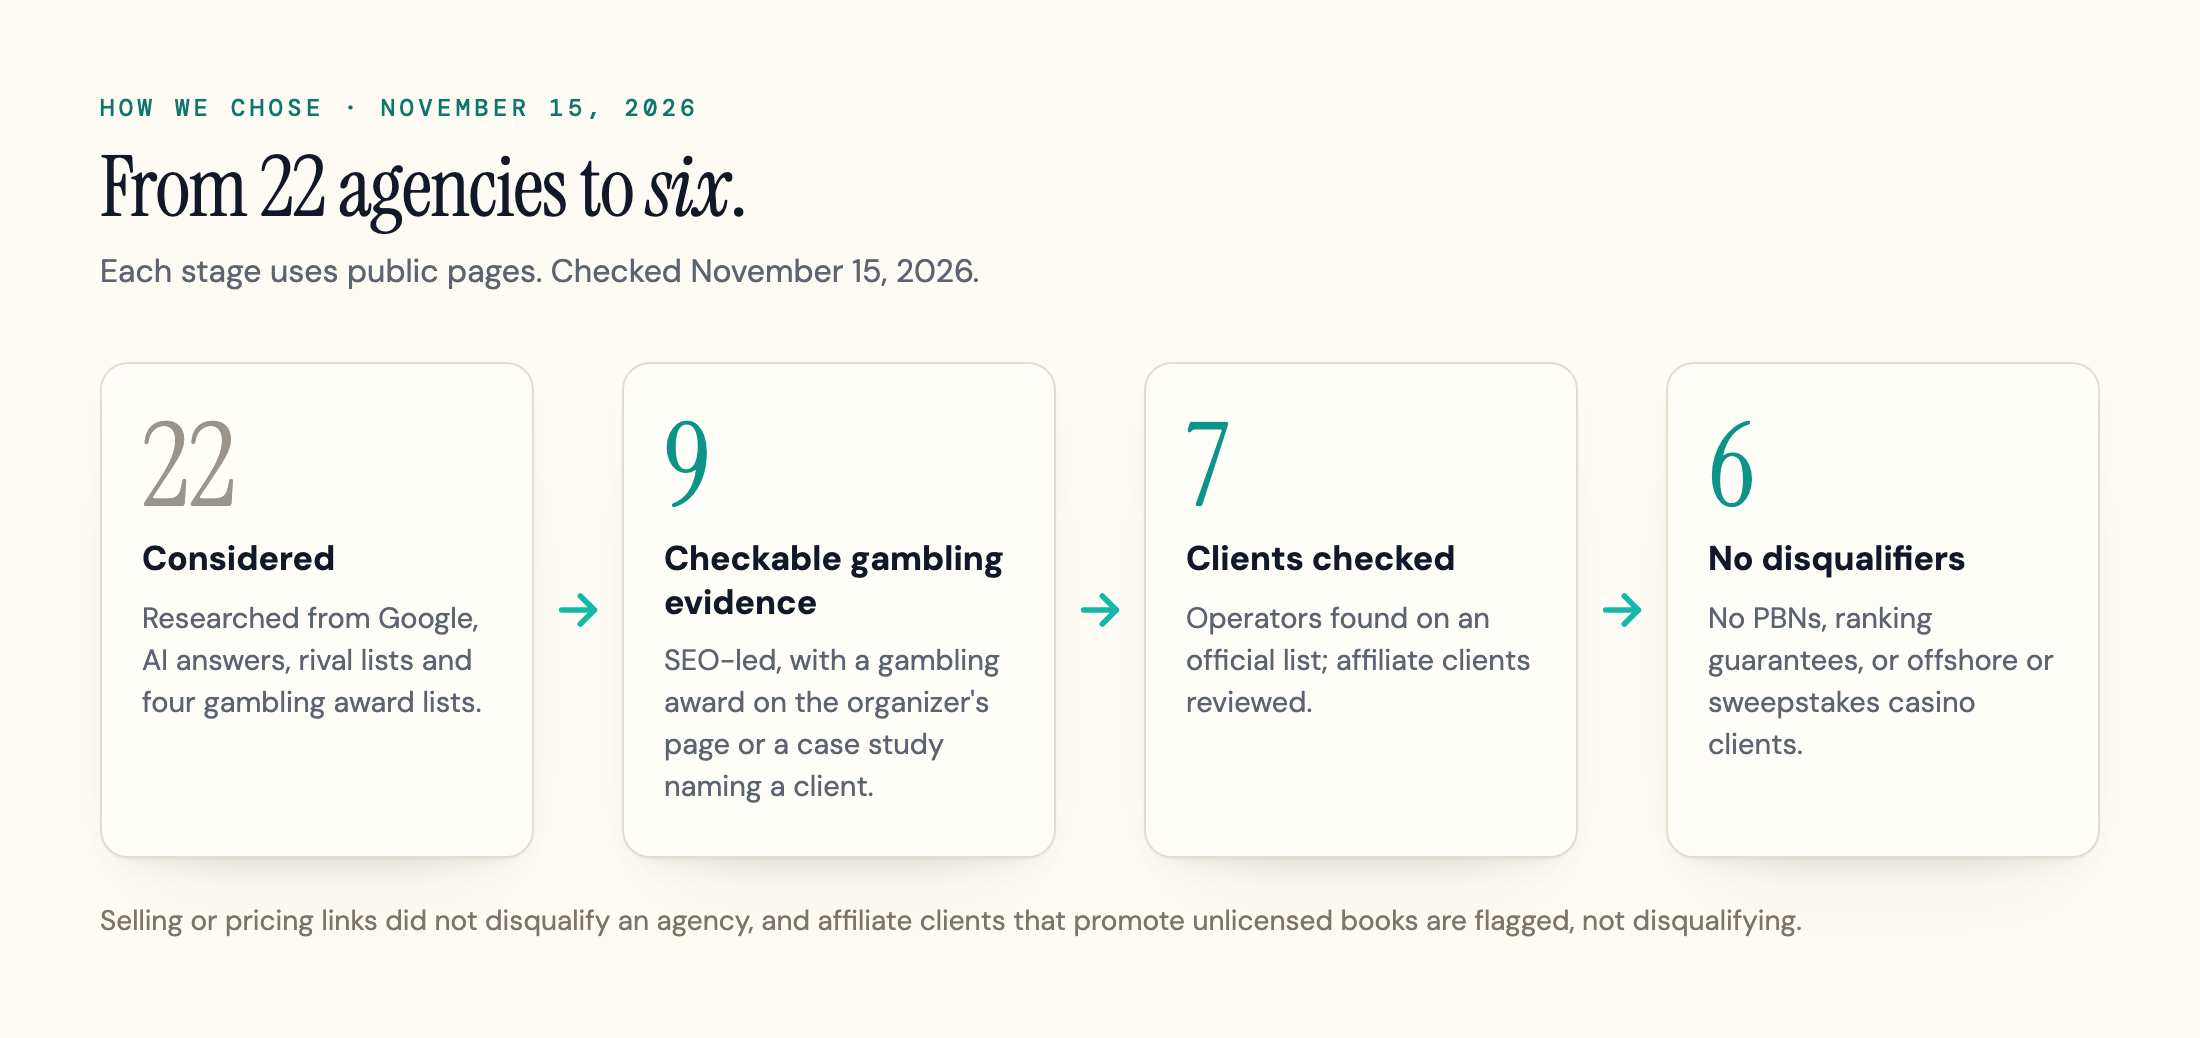 HOW WE CHOSE · NOVEMBER 15, 2026
From 22 agencies to six.
Each stage uses public pages. Checked November 15, 2026.
22
Considered
Researched from Google,
AI answers, rival lists and
four gambling award lists.
9
Checkable gambling
evidence
SEO-led, with a gambling
award on the organizer's
page or a case study
naming a client.
7
Clients checked
Operators found on an
official list; affiliate clients
reviewed.
6
No disqualifiers
No PBNs, ranking
guarantees, or offshore or
sweepstakes casino
clients.
Selling or pricing links did not disqualify an agency, and affiliate clients that promote unlicensed books are flagged, not disqualifying.